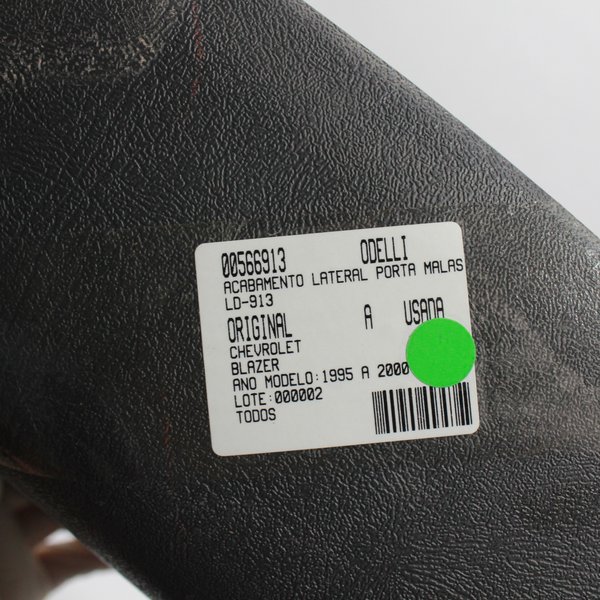 00566913 ODELLI
ACABAMENTO LATERAL PORTA MALAS
LD-913
ORIGINAL A USADA
CHEVROLET
BLAZER
ANO MODELO:1995 A 2000
LOTE:000002
TODOS